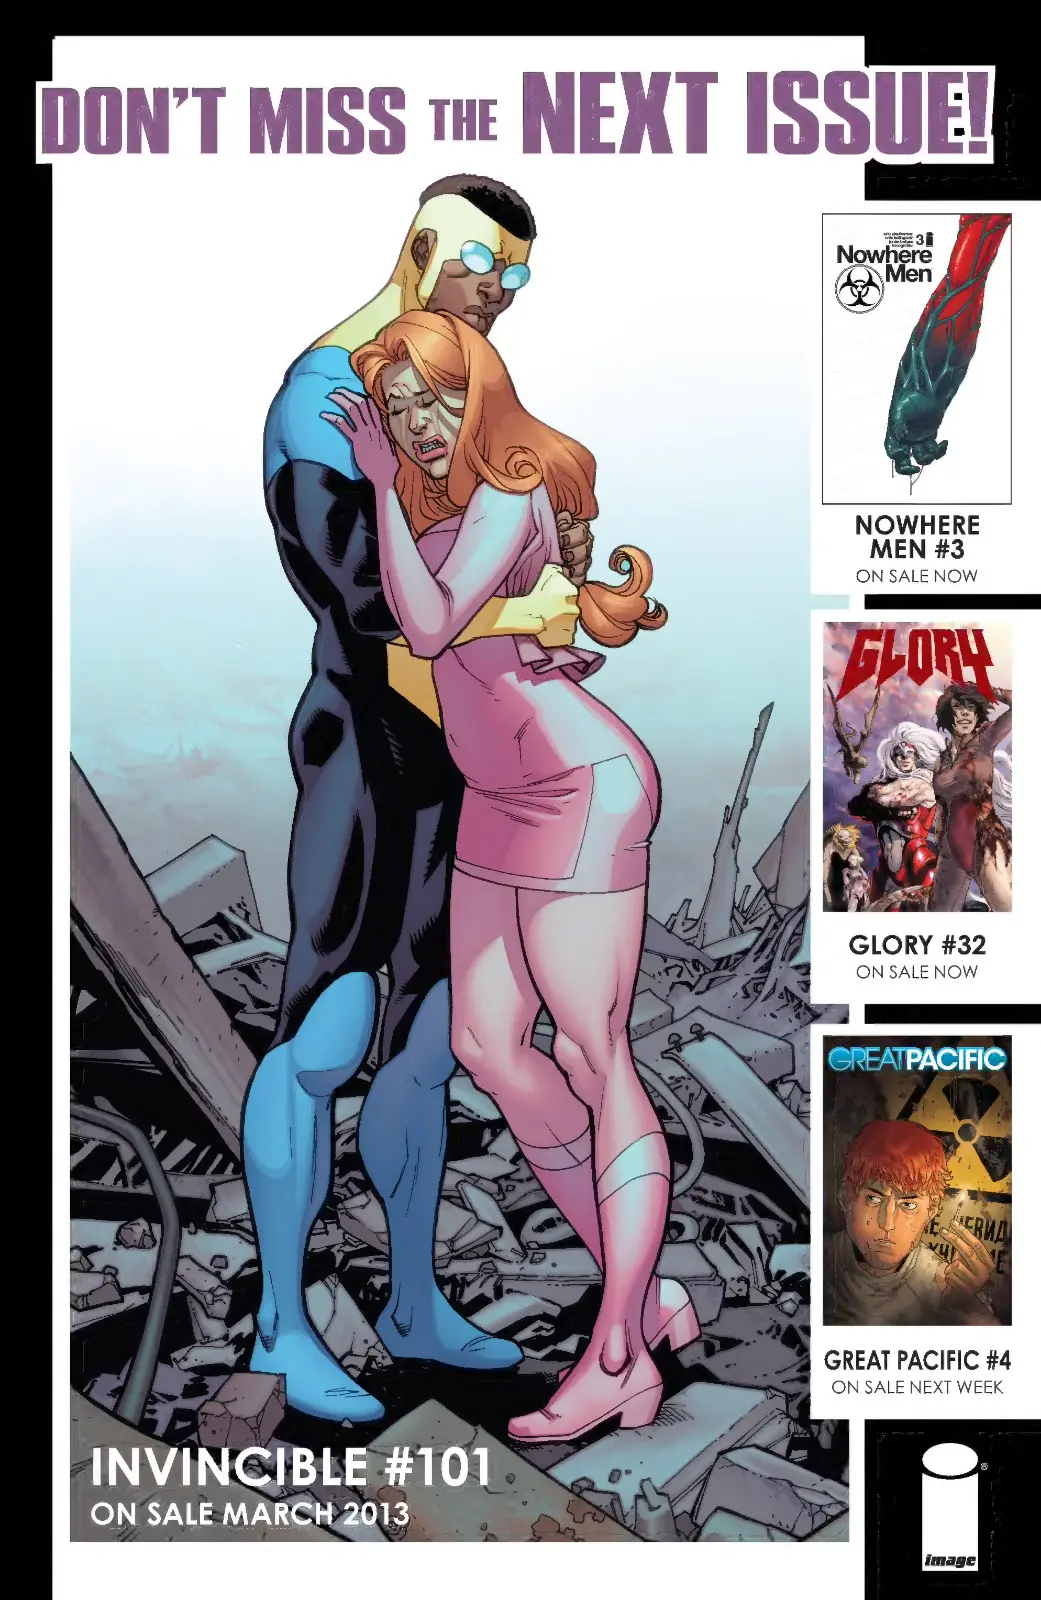 DON'T MISS THE NEXT ISSUE!
3
Nowhere
Men
NOWHERE
MEN #3
ON SALE NOW
GLORY
GLORY #32
ON SALE NOW
GREATPACIFIC
GREAT PACIFIC #4
ON SALE NEXT WEEK
INVINCIBLE #101
ON SALE MARCH 2013
®
image